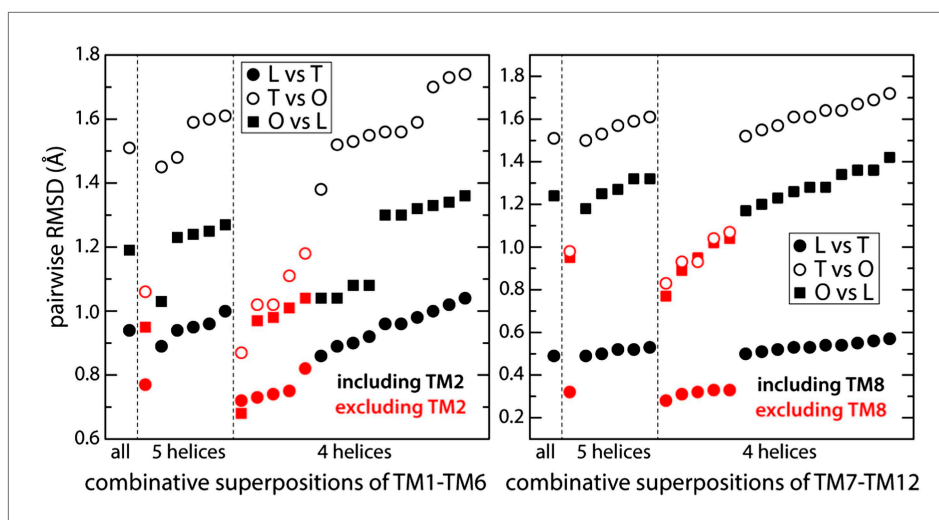 pairwise RMSD (Å)
1.8
1.6
1.4
1.2
1.0
0.8
0.6
L vs T
T vs O
O vs L
including TM2
excluding TM2
all
5 helices
4 helices
combinative superpositions of TM1-TM6
1.8
1.6
1.4
1.2
1.0
0.8
0.6
0.4
0.2
L vs T
T vs O
O vs L
including TM8
excluding TM8
all
5 helices
4 helices
combinative superpositions of TM7-TM12